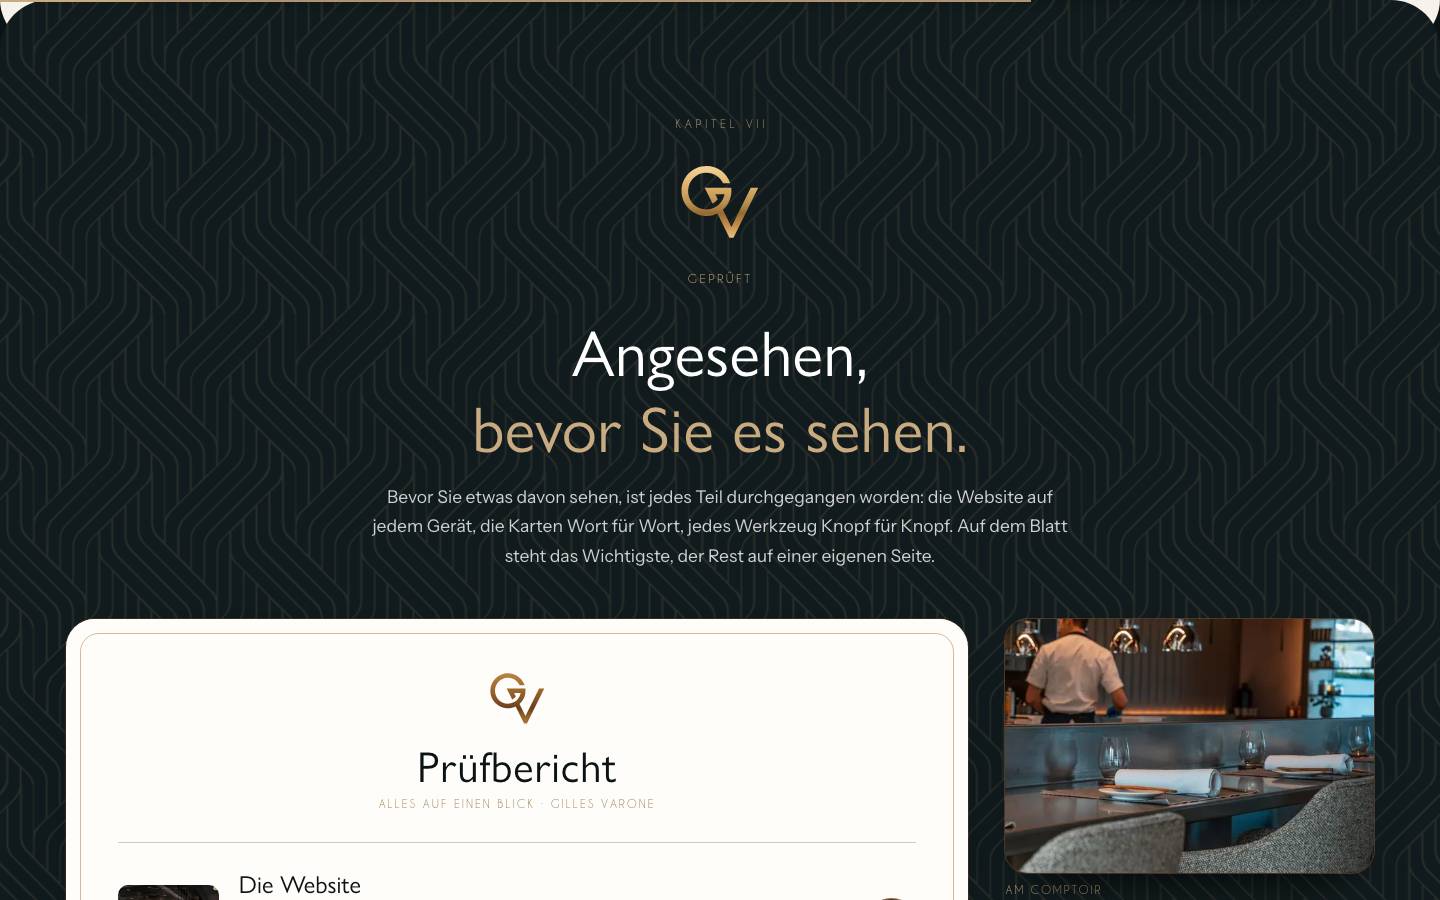 KAPITEL VII
GV
GEPRÜFT
Angesehen,
bevor Sie es sehen.
Bevor Sie etwas davon sehen, ist jedes Teil durchgegangen worden: die Website auf
jedem Gerät, die Karten Wort für Wort, jedes Werkzeug Knopf für Knopf. Auf dem Blatt
steht das Wichtigste, der Rest auf einer eigenen Seite.
GV
Prüfbericht
ALLES AUF EINEN BLICK · GILLES VARONE
Die Website
AM COMPTOIR